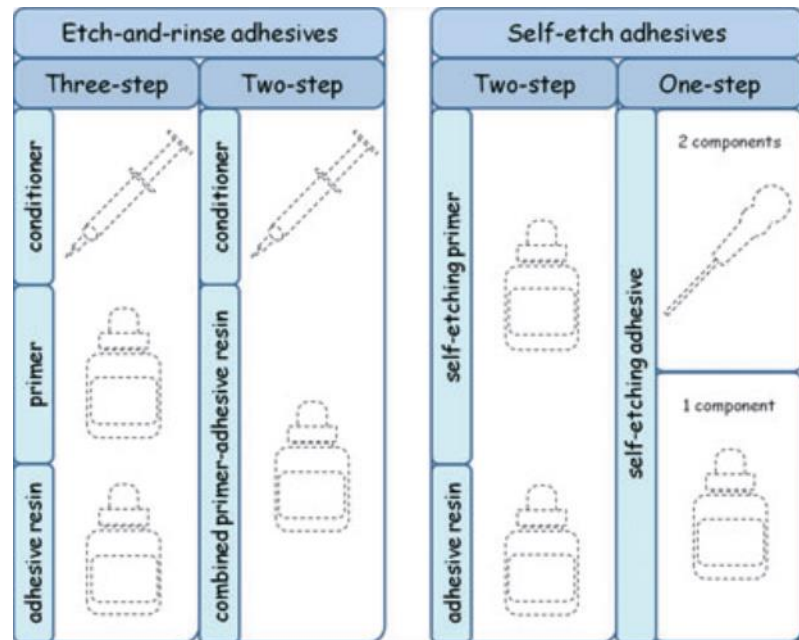 Etch-and-rinse adhesives
Three-step
Two-step
conditioner
primer
adhesive resin
conditioner
combined primer-adhesive resin
Self-etch adhesives
Two-step
One-step
self-etching primer
adhesive resin
self-etching adhesive
2 components
1 component